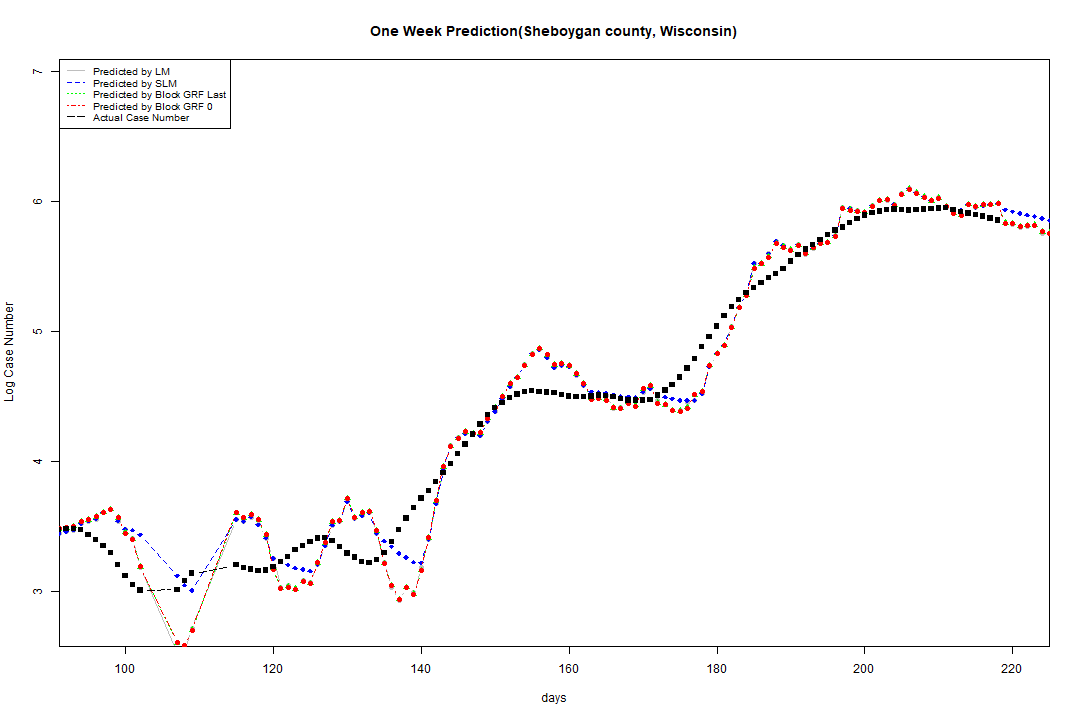 One Week Prediction(Sheboygan county, Wisconsin)
Predicted by LM
Predicted by SLM
Predicted by Block GRF Last
Predicted by Block GRF 0
Actual Case Number
7
6
5
4
3
Log Case Number
100 120 140 160 180 200 220
days